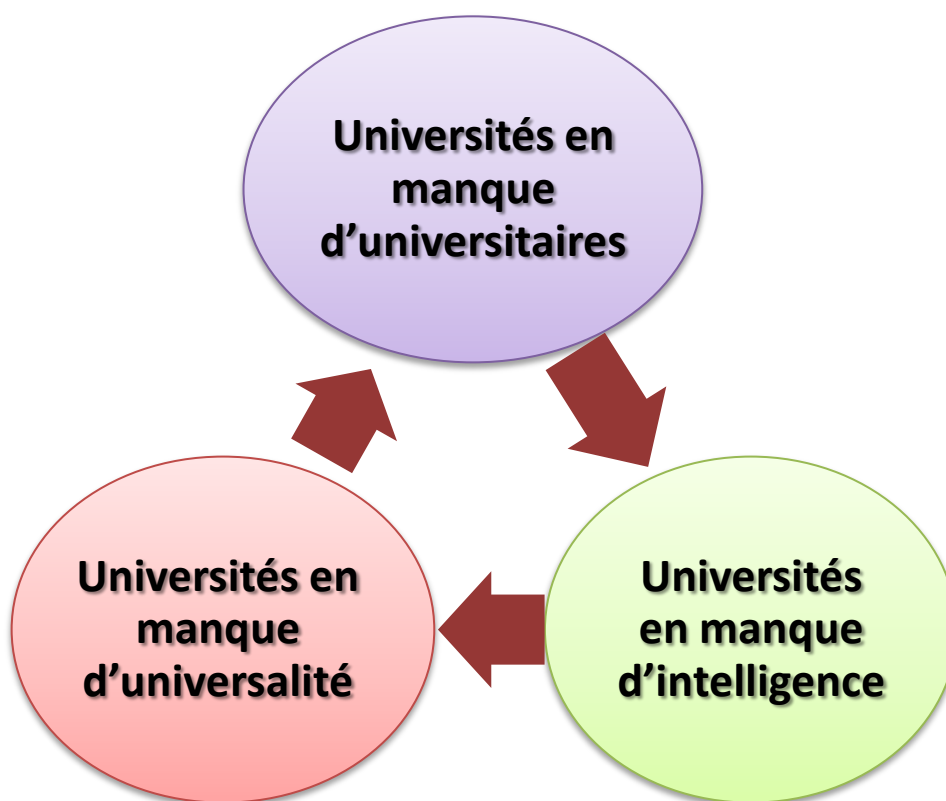 Universités en
manque
d’universitaires
Universités
en manque
d’intelligence
Universités en
manque
d’universalité